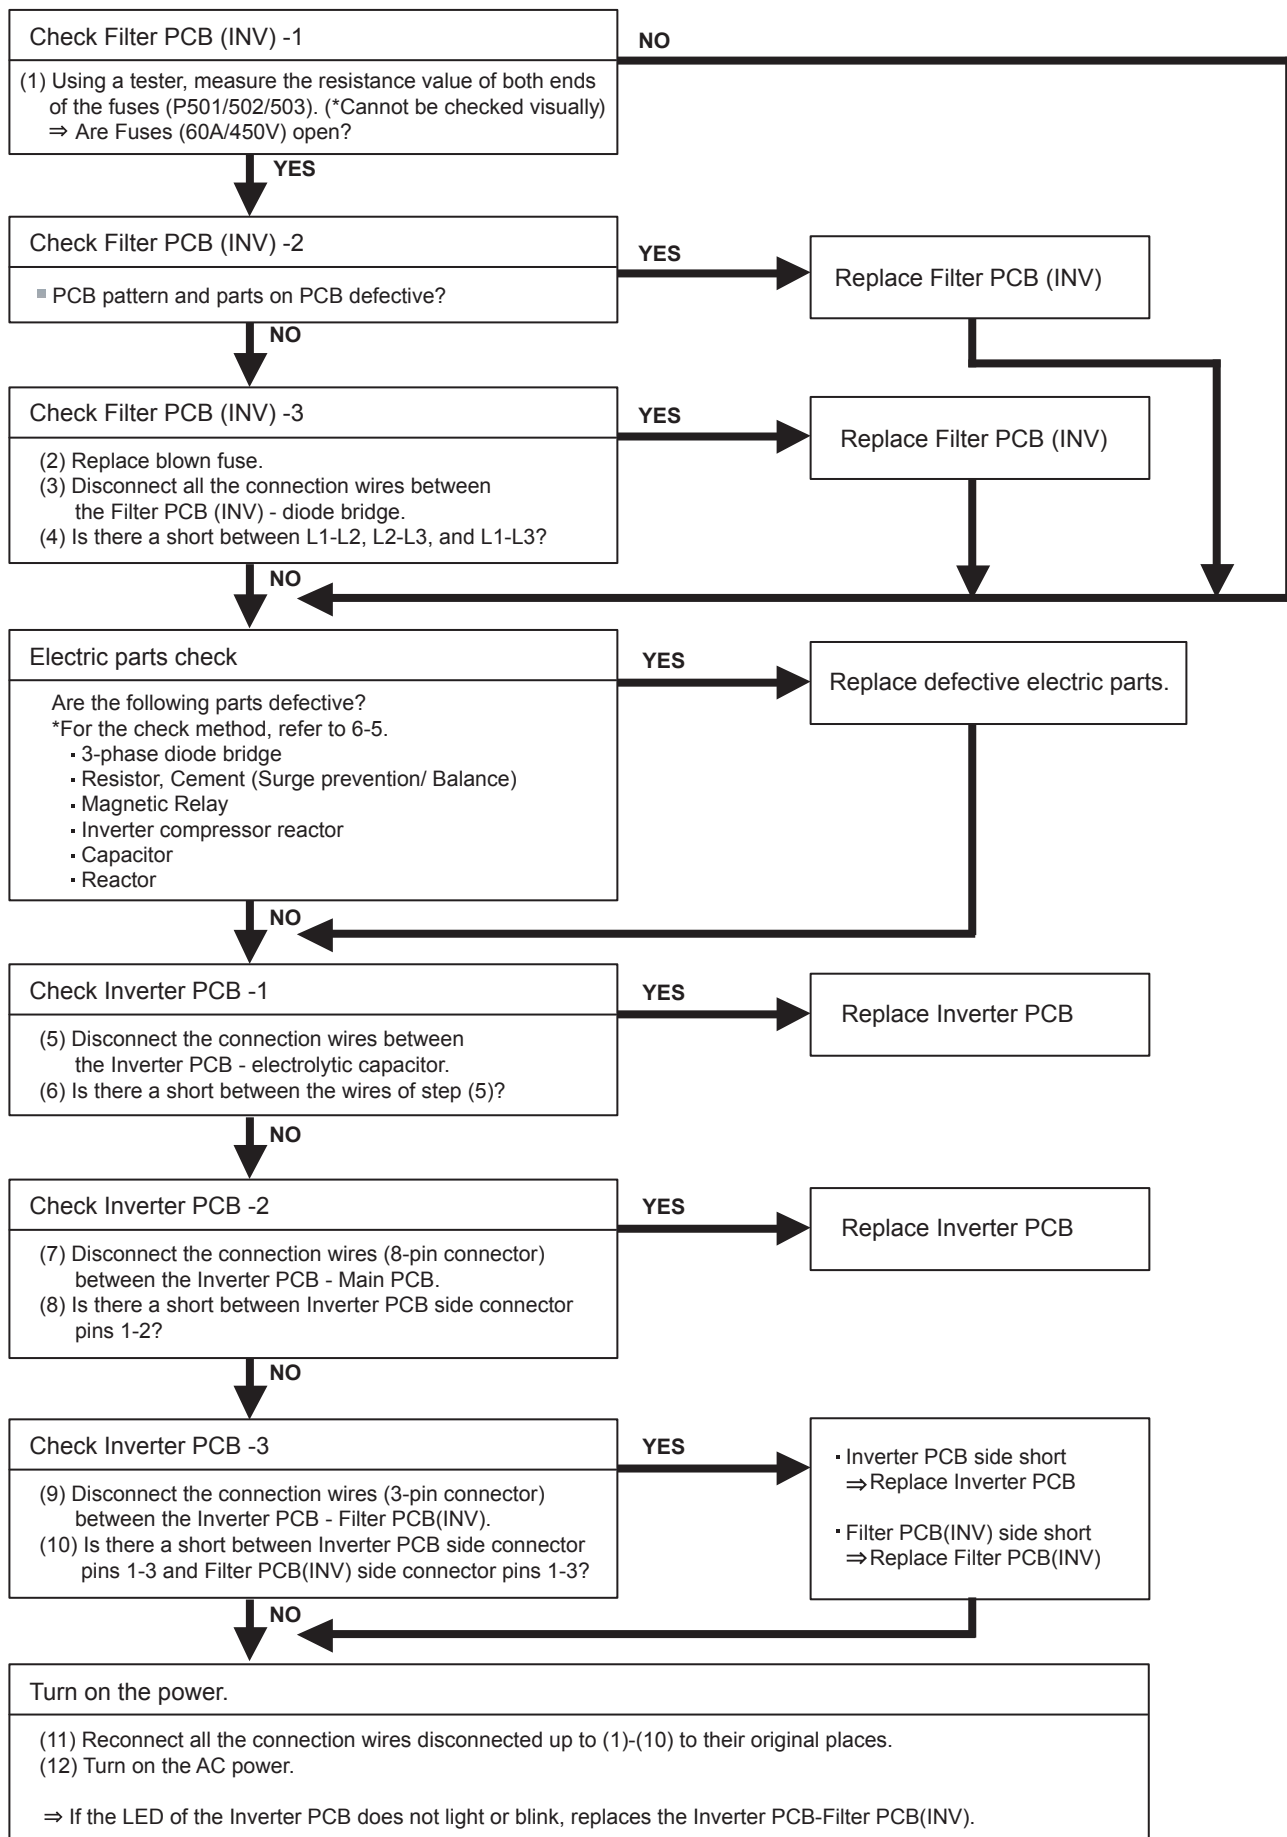 Check Filter PCB (INV) -1
NO
(1) Using a tester, measure the resistance value of both ends
of the fuses (P501/502/503). (*Cannot be checked visually)
⇒ Are Fuses (60A/450V) open?
YES
Check Filter PCB (INV) -2
YES
Replace Filter PCB (INV)
■ PCB pattern and parts on PCB defective?
NO
Check Filter PCB (INV) -3
YES
Replace Filter PCB (INV)
(2) Replace blown fuse.
(3) Disconnect all the connection wires between
the Filter PCB (INV) - diode bridge.
(4) Is there a short between L1-L2, L2-L3, and L1-L3?
NO
Electric parts check
YES
Replace defective electric parts.
Are the following parts defective?
*For the check method, refer to 6-5.
▪ 3-phase diode bridge
▪ Resistor, Cement (Surge prevention/ Balance)
▪ Magnetic Relay
▪ Inverter compressor reactor
▪ Capacitor
▪ Reactor
NO
Check Inverter PCB -1
YES
Replace Inverter PCB
(5) Disconnect the connection wires between
the Inverter PCB - electrolytic capacitor.
(6) Is there a short between the wires of step (5)?
NO
Check Inverter PCB -2
YES
Replace Inverter PCB
(7) Disconnect the connection wires (8-pin connector)
between the Inverter PCB - Main PCB.
(8) Is there a short between Inverter PCB side connector
pins 1-2?
NO
Check Inverter PCB -3
YES
▪ Inverter PCB side short
⇒ Replace Inverter PCB
▪ Filter PCB(INV) side short
⇒ Replace Filter PCB(INV)
(9) Disconnect the connection wires (3-pin connector)
between the Inverter PCB - Filter PCB(INV).
(10) Is there a short between Inverter PCB side connector
pins 1-3 and Filter PCB(INV) side connector pins 1-3?
NO
Turn on the power.
(11) Reconnect all the connection wires disconnected up to (1)-(10) to their original places.
(12) Turn on the AC power.
⇒ If the LED of the Inverter PCB does not light or blink, replaces the Inverter PCB-Filter PCB(INV).